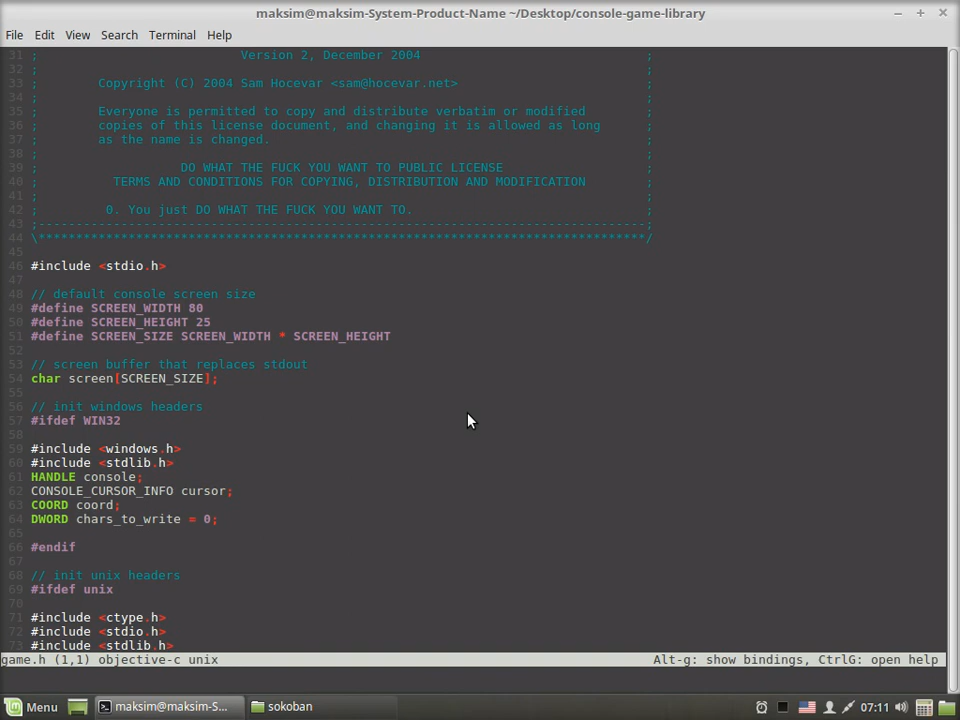 maksim@maksim-System-Product-Name ~/Desktop/console-game-library
File Edit View Search Terminal Help
31 ; Version 2, December 2004 ;
32 ; ;
33 ; Copyright (C) 2004 Sam Hocevar <sam@hocevar.net> ;
34 ; ;
35 ; Everyone is permitted to copy and distribute verbatim or modified ;
36 ; copies of this license document, and changing it is allowed as long ;
37 ; as the name is changed. ;
38 ; ;
39 ; DO WHAT THE FUCK YOU WANT TO PUBLIC LICENSE ;
40 ; TERMS AND CONDITIONS FOR COPYING, DISTRIBUTION AND MODIFICATION ;
41 ; ;
42 ; 0. You just DO WHAT THE FUCK YOU WANT TO. ;
43 ;---------------------------------------------------------------------------------;
44 \*********************************************************************************/
45
46 #include <stdio.h>
47
48 // default console screen size
49 #define SCREEN_WIDTH 80
50 #define SCREEN_HEIGHT 25
51 #define SCREEN_SIZE SCREEN_WIDTH * SCREEN_HEIGHT
52
53 // screen buffer that replaces stdout
54 char screen[SCREEN_SIZE];
55
56 // init windows headers
57 #ifdef WIN32
58
59 #include <windows.h>
60 #include <stdlib.h>
61 HANDLE console;
62 CONSOLE_CURSOR_INFO cursor;
63 COORD coord;
64 DWORD chars_to_write = 0;
65
66 #endif
67
68 // init unix headers
69 #ifdef unix
70
71 #include <ctype.h>
72 #include <stdio.h>
73 #include <stdlib.h>
game.h (1,1) objective-c unix Alt-g: show bindings, CtrlG: open help
Menu maksim@maksim-S... sokoban 07:11